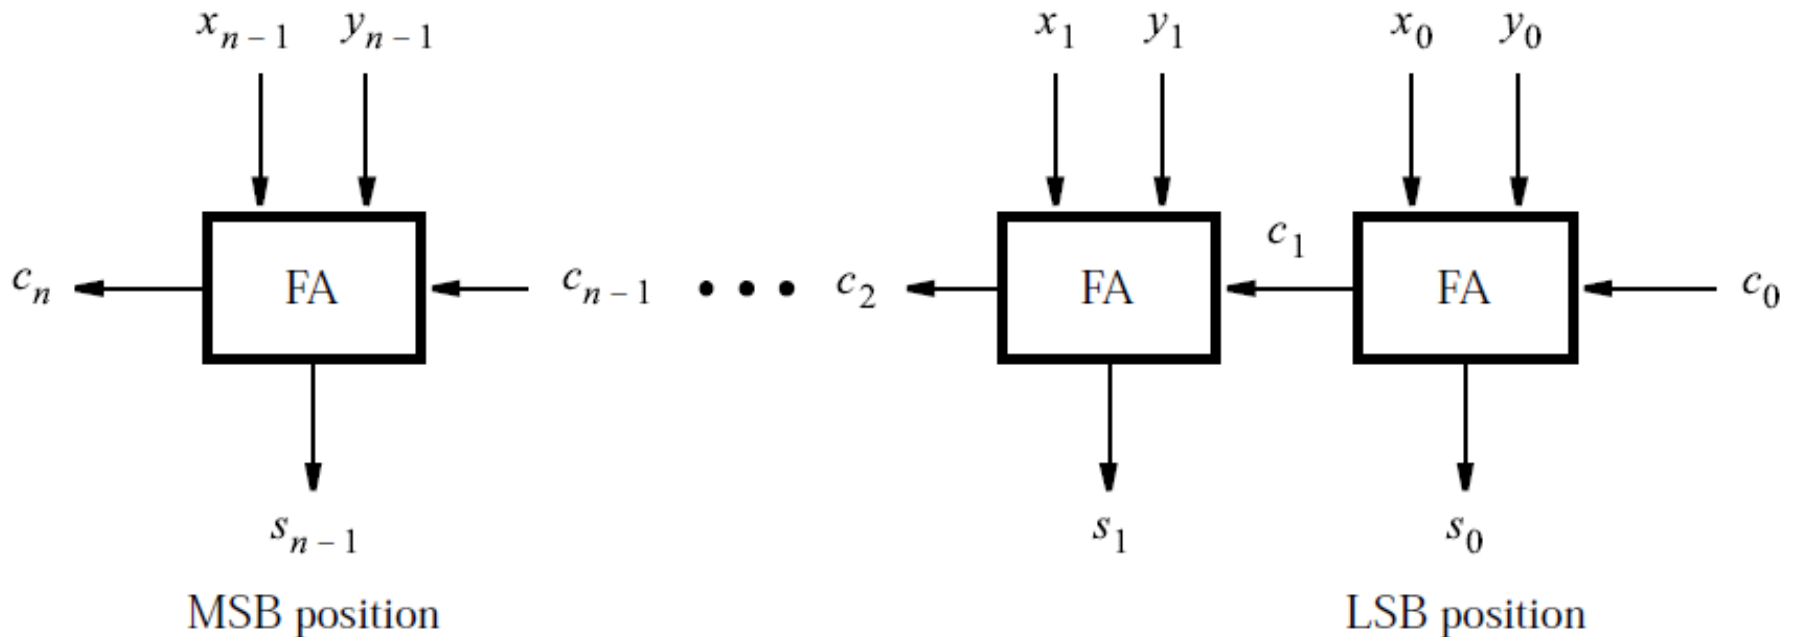 x_{n-1} y_{n-1} x_1 y_1 x_0 y_0
c_n FA c_{n-1} • • • c_2 FA c_1 FA c_0
s_{n-1} s_1 s_0
MSB position LSB position